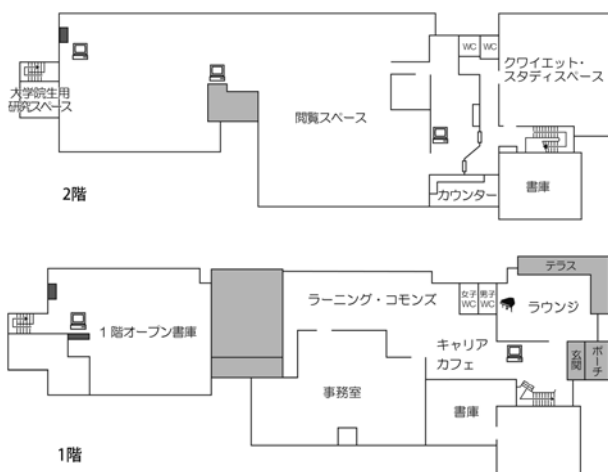 WC
WC
クワイエット・
スタディスペース
大学院生用
研究スペース
閲覧スペース
カウンター
書庫
2階
テラス
ラーニング・コモンズ
女子
WC
男子
WC
ラウンジ
1階オープン書庫
キャリア
カフェ
玄関
ポーチ
事務室
書庫
1階